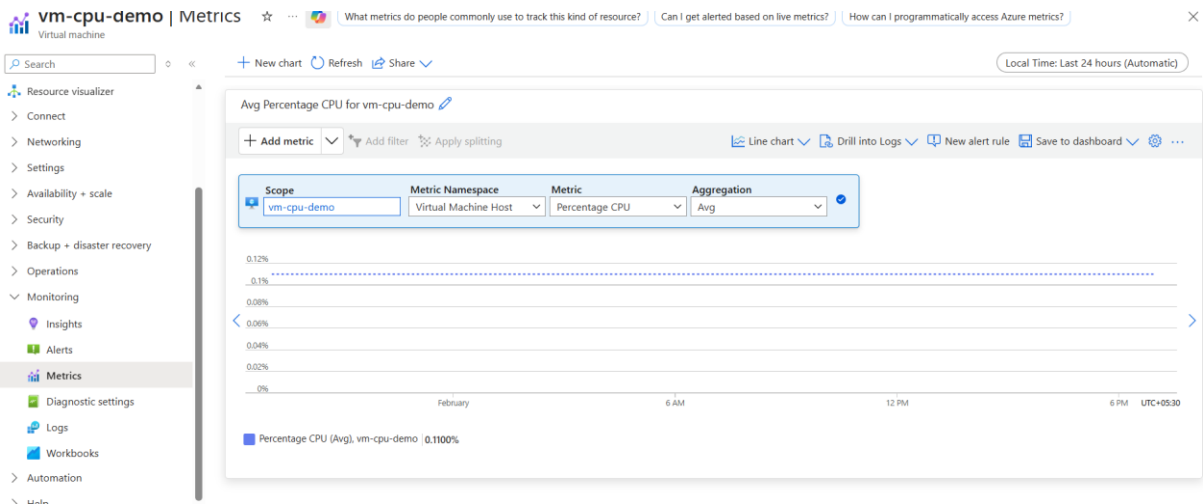 vm-cpu-demo | Metrics
Virtual machine
What metrics do people commonly use to track this kind of resource?
Can I get alerted based on live metrics?
How can I programmatically access Azure metrics?
Search
Resource visualizer
Connect
Networking
Settings
Availability + scale
Security
Backup + disaster recovery
Operations
Monitoring
Insights
Alerts
Metrics
Diagnostic settings
Logs
Workbooks
Automation
Help
New chart Refresh Share
Local Time: Last 24 hours (Automatic)
Avg Percentage CPU for vm-cpu-demo
Add metric Add filter Apply splitting Line chart Drill into Logs New alert rule Save to dashboard ...
Scope Metric Namespace Metric Aggregation
vm-cpu-demo Virtual Machine Host Percentage CPU Avg
0.12%
0.1%
0.08%
0.06%
0.04%
0.02%
0%
February 6 AM 12 PM 6 PM UTC+05:30
Percentage CPU (Avg), vm-cpu-demo 0.1100%